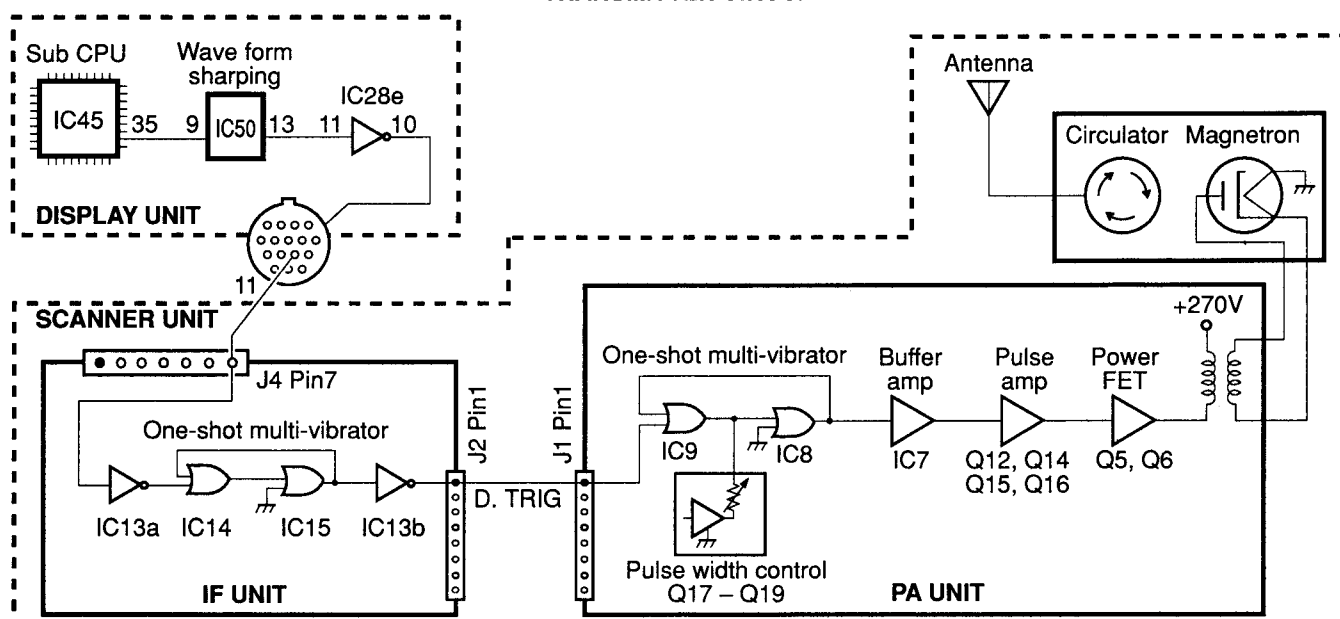 Sub CPU
Wave form
sharping
IC45
35
9
IC50
13
11
IC28e
10
DISPLAY UNIT
11
Antenna
Circulator
Magnetron
SCANNER UNIT
J4 Pin7
One-shot multi-vibrator
IC13a
IC14
IC15
IC13b
IF UNIT
J2 Pin1
D. TRIG
J1 Pin1
One-shot multi-vibrator
IC9
IC8
Buffer
amp
IC7
Pulse
amp
Q12, Q14
Q15, Q16
Power
FET
Q5, Q6
+270V
Pulse width control
Q17 – Q19
PA UNIT